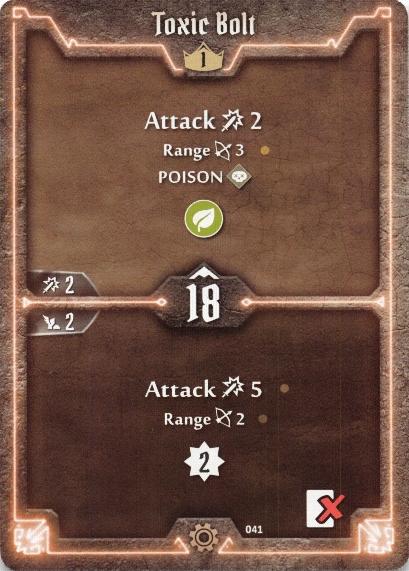 Toxic Bolt
1
Attack 2
Range 3
POISON
2
18
2
Attack 5
Range 2
2
041